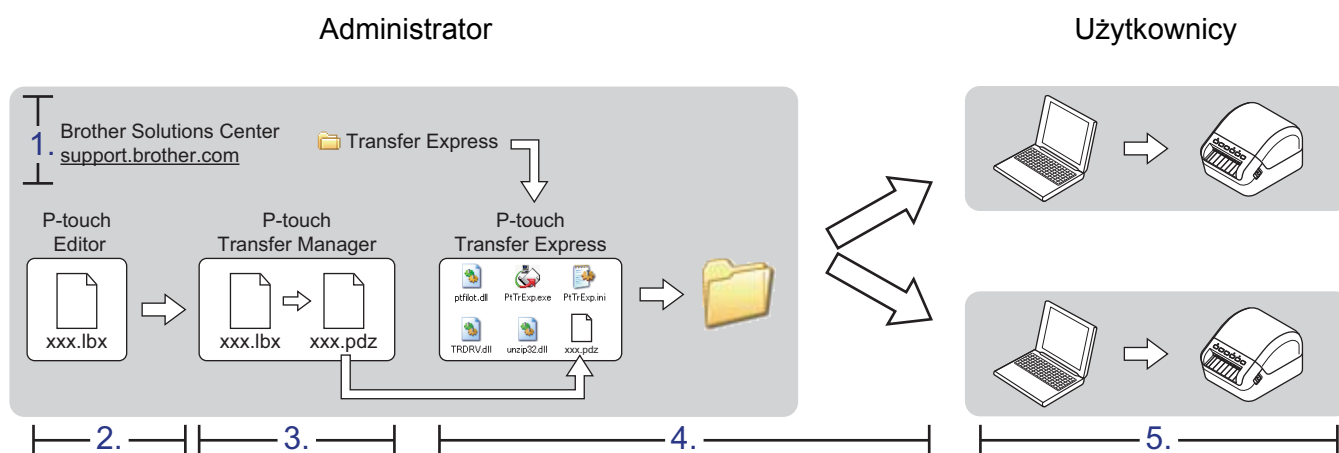 Administrator
Użytkownicy
1.
Brother Solutions Center
support.brother.com
Transfer Express
P-touch
Editor
xxx.lbx
P-touch
Transfer Manager
xxx.lbx
xxx.pdz
P-touch
Transfer Express
ptfilot.dll
PtTrExp.exe
PtTrExp.ini
TRDRV.dll
unzip32.dll
xxx.pdz
2.
3.
4.
5.